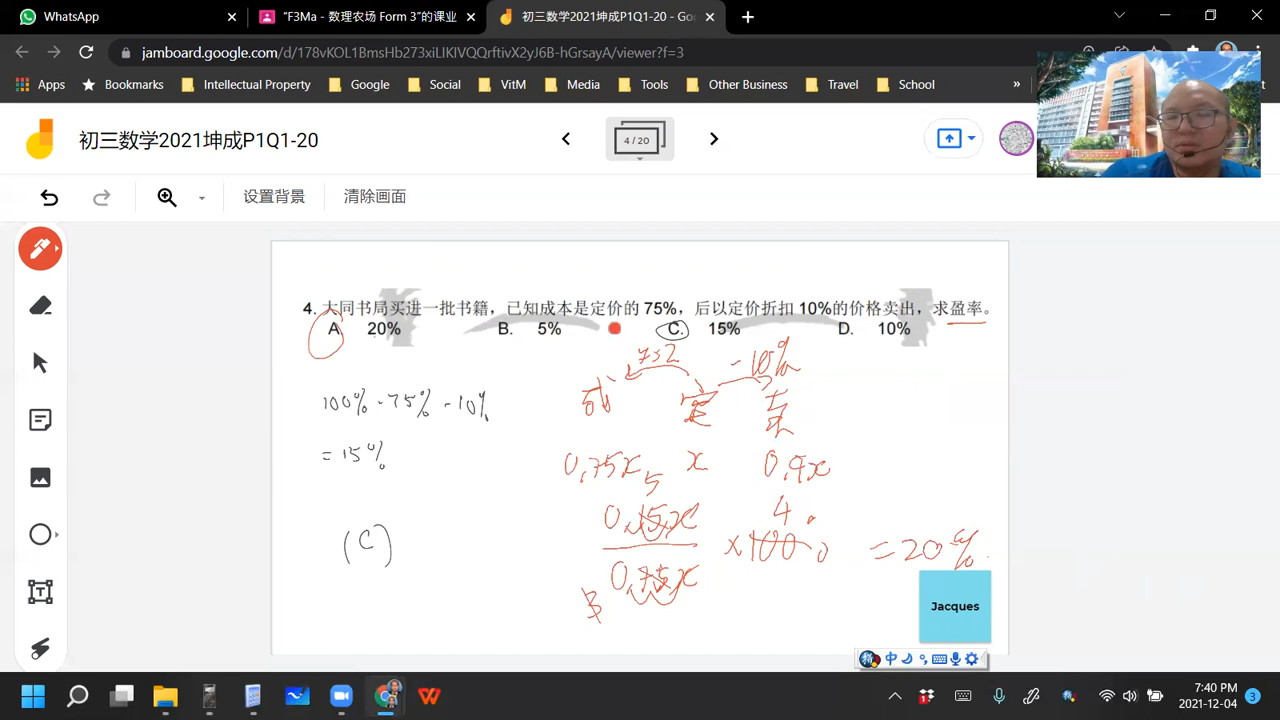 WhatsApp
"F3Ma - 数理农场 Form 3"的课业
初三数学2021坤成P1Q1-20 - Go
jamboard.google.com/d/178vKOL1BmsHb273xiLIKIVOQrftivX2vJ6B-hGrsayA/viewer?f=3
Apps
Bookmarks
Intellectual Property
Google
Social
VitM
Media
Tools
Other Business
Travel
School
»
初三数学2021坤成P1Q1-20
4 / 20
设置背景
清除画面
4. 大同书局买进一批书籍，已知成本是定价的 75%，后以定价折扣 10%的价格卖出，求盈率。
A 20% B. 5% C. 15% D. 10%
-10%
成 定 卖
100% - 75% - 10%
= 15%
0.75x x 0.9x
5 4
0.15x
0.75x
×100%
= 20%
(C)
5
Jacques
中
7:40 PM
2021-12-04
3